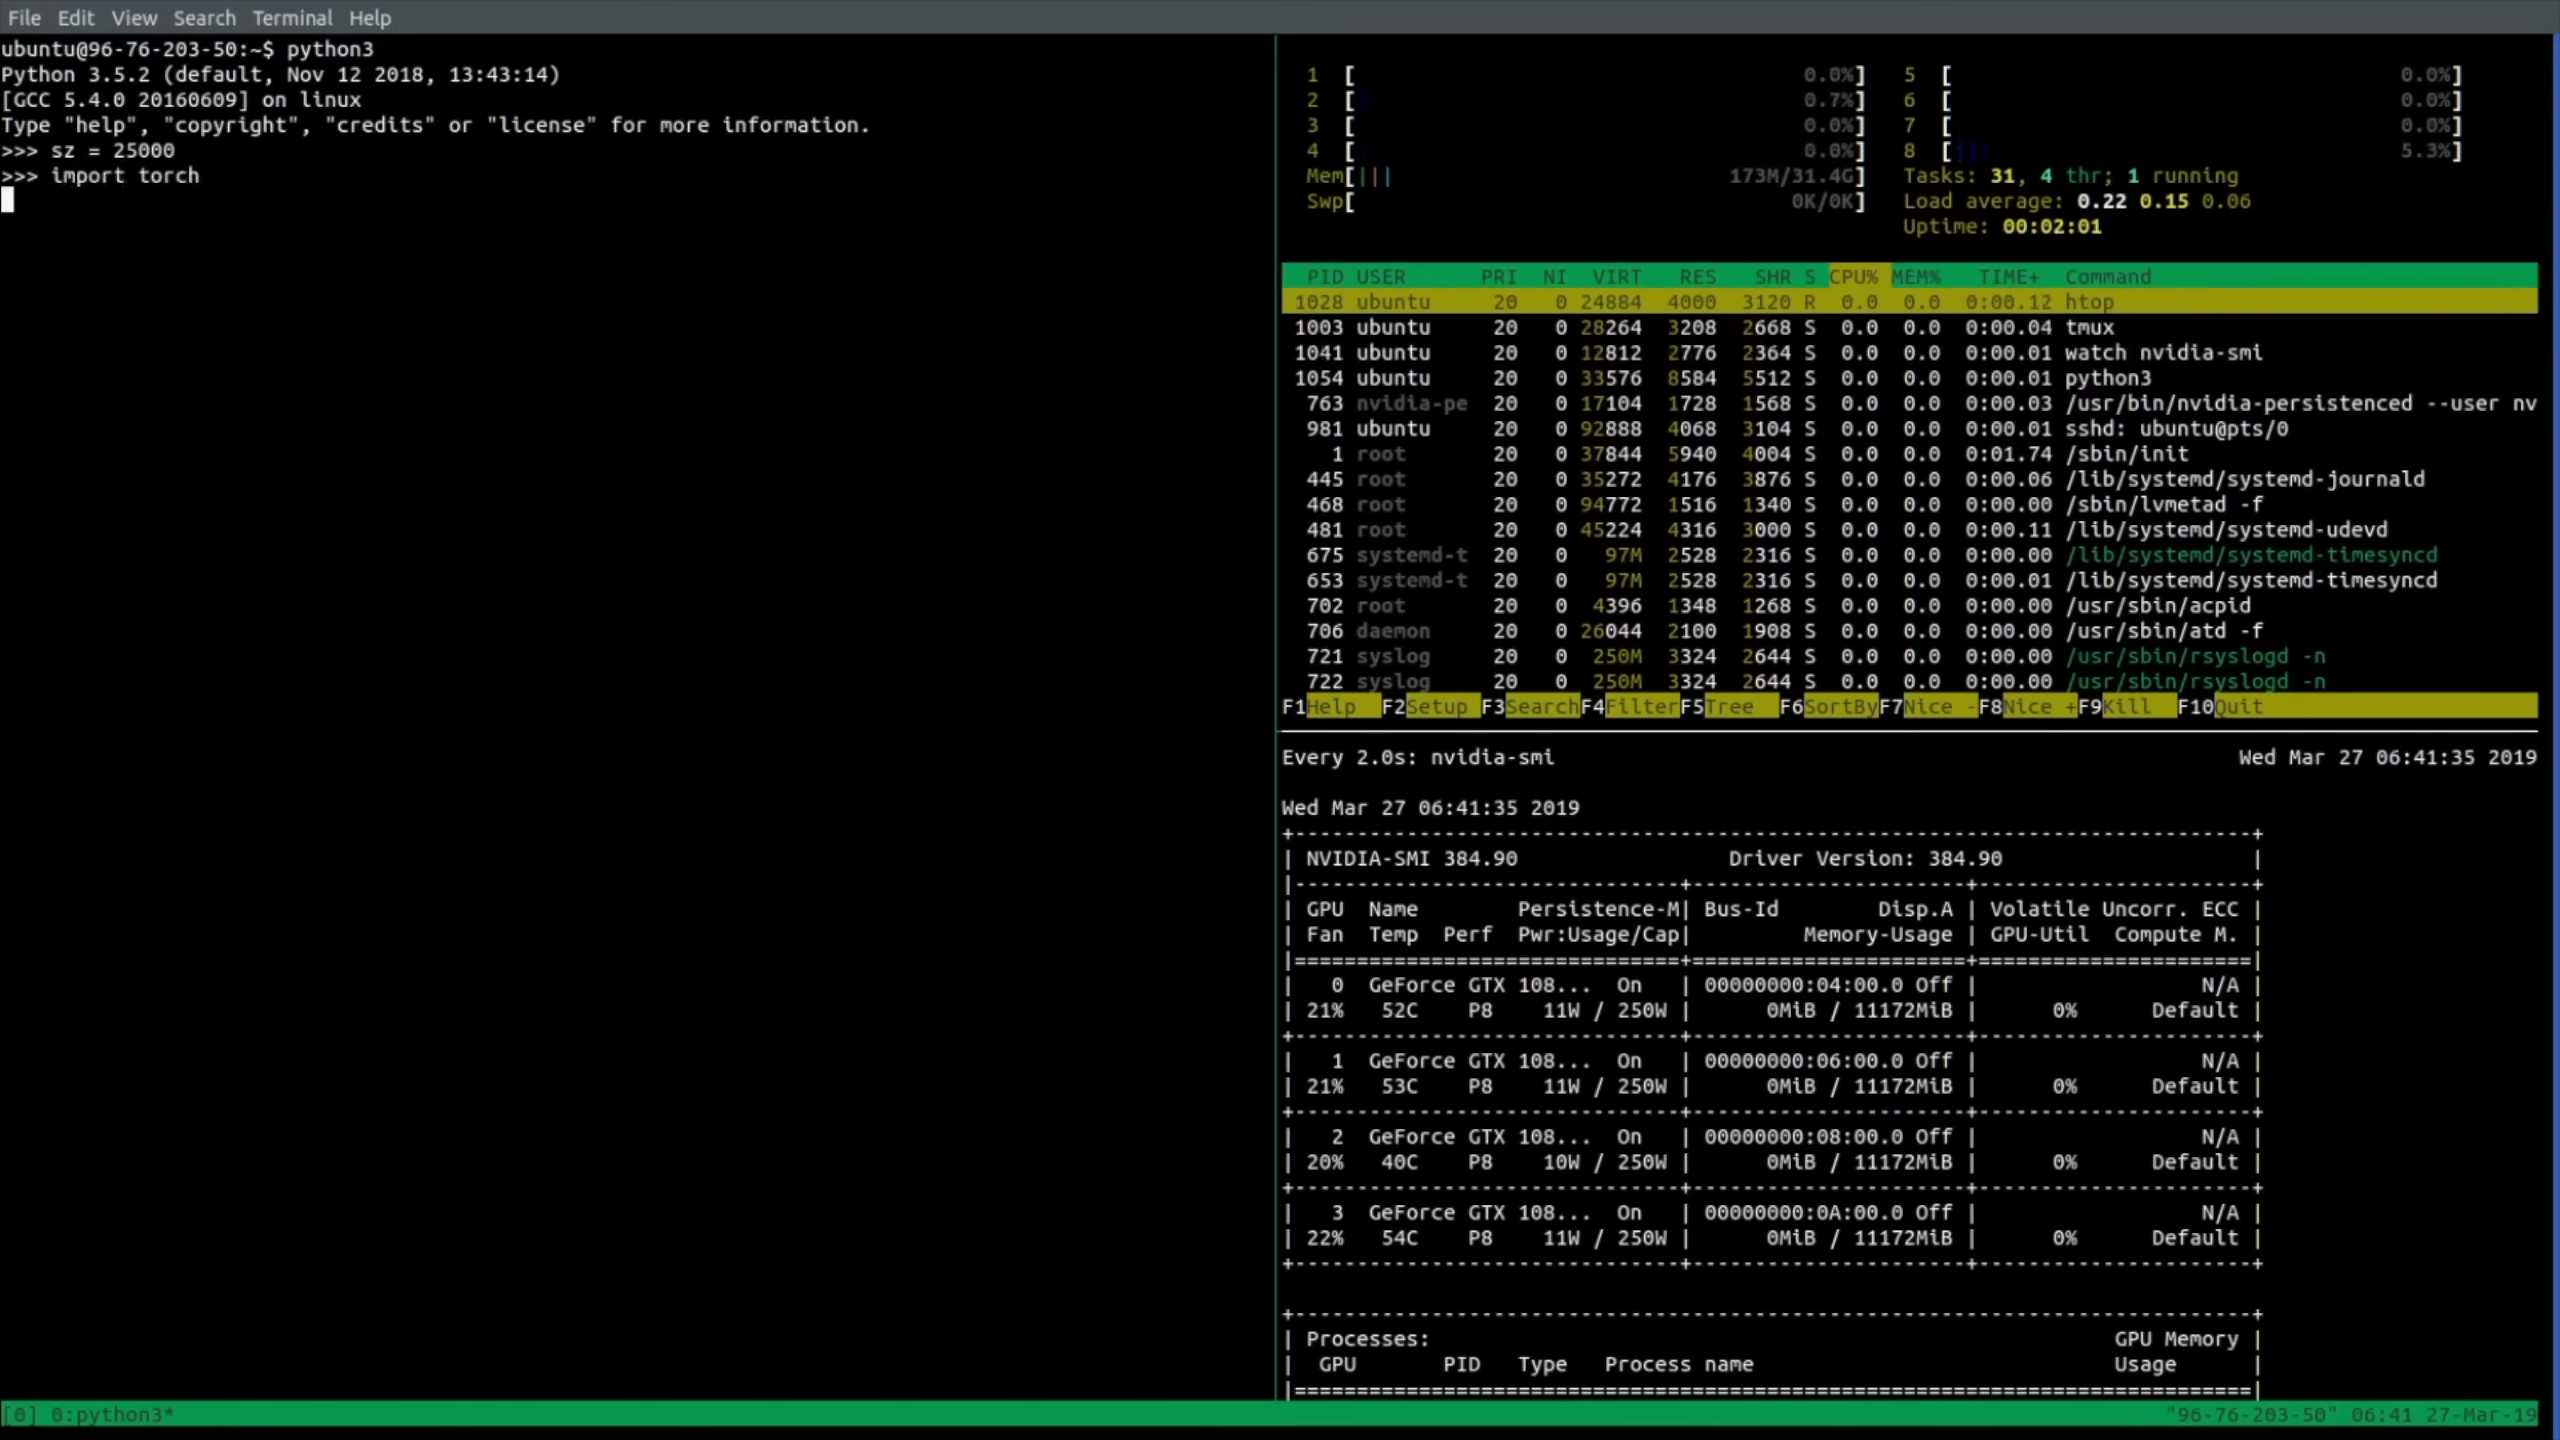 File Edit View Search Terminal Help
ubuntu@96-76-203-50:~$ python3
Python 3.5.2 (default, Nov 12 2018, 13:43:14)
[GCC 5.4.0 20160609] on linux
Type "help", "copyright", "credits" or "license" for more information.
>>> sz = 25000
>>> import torch
1 [ 0.0%] 5 [ 0.0%]
2 [ 0.7%] 6 [ 0.0%]
3 [ 0.0%] 7 [ 0.0%]
4 [ 0.0%] 8 [||| 5.3%]
Mem[||| 173M/31.4G] Tasks: 31, 4 thr; 1 running
Swp[ 0K/0K] Load average: 0.22 0.15 0.06
Uptime: 00:02:01
PID USER PRI NI VIRT RES SHR S CPU% MEM% TIME+ Command
1028 ubuntu 20 0 24884 4000 3120 R 0.0 0.0 0:00.12 htop
1003 ubuntu 20 0 28264 3208 2668 S 0.0 0.0 0:00.04 tmux
1041 ubuntu 20 0 12812 2776 2364 S 0.0 0.0 0:00.01 watch nvidia-smi
1054 ubuntu 20 0 33576 8584 5512 S 0.0 0.0 0:00.01 python3
763 nvidia-pe 20 0 17104 1728 1568 S 0.0 0.0 0:00.03 /usr/bin/nvidia-persistenced --user nv
981 ubuntu 20 0 92888 4068 3104 S 0.0 0.0 0:00.01 sshd: ubuntu@pts/0
1 root 20 0 37844 5940 4004 S 0.0 0.0 0:01.74 /sbin/init
445 root 20 0 35272 4176 3876 S 0.0 0.0 0:00.06 /lib/systemd/systemd-journald
468 root 20 0 94772 1516 1340 S 0.0 0.0 0:00.00 /sbin/lvmetad -f
481 root 20 0 45224 4316 3000 S 0.0 0.0 0:00.11 /lib/systemd/systemd-udevd
675 systemd-t 20 0 97M 2528 2316 S 0.0 0.0 0:00.00 /lib/systemd/systemd-timesyncd
653 systemd-t 20 0 97M 2528 2316 S 0.0 0.0 0:00.01 /lib/systemd/systemd-timesyncd
702 root 20 0 4396 1348 1268 S 0.0 0.0 0:00.00 /usr/sbin/acpid
706 daemon 20 0 26044 2100 1908 S 0.0 0.0 0:00.00 /usr/sbin/atd -f
721 syslog 20 0 250M 3324 2644 S 0.0 0.0 0:00.00 /usr/sbin/rsyslogd -n
722 syslog 20 0 250M 3324 2644 S 0.0 0.0 0:00.00 /usr/sbin/rsyslogd -n
F1Help F2Setup F3SearchF4FilterF5Tree F6SortByF7Nice -F8Nice +F9Kill F10Quit
Every 2.0s: nvidia-smi Wed Mar 27 06:41:35 2019
Wed Mar 27 06:41:35 2019
+-----------------------------------------------------------------------------+
| NVIDIA-SMI 384.90 Driver Version: 384.90 |
|-------------------------------+----------------------+----------------------+
| GPU Name Persistence-M| Bus-Id Disp.A | Volatile Uncorr. ECC |
| Fan Temp Perf Pwr:Usage/Cap| Memory-Usage | GPU-Util Compute M. |
|===============================+======================+======================|
| 0 GeForce GTX 108... On | 00000000:04:00.0 Off | N/A |
| 21% 52C P8 11W / 250W | 0MiB / 11172MiB | 0% Default |
+-------------------------------+----------------------+----------------------+
| 1 GeForce GTX 108... On | 00000000:06:00.0 Off | N/A |
| 21% 53C P8 11W / 250W | 0MiB / 11172MiB | 0% Default |
+-------------------------------+----------------------+----------------------+
| 2 GeForce GTX 108... On | 00000000:08:00.0 Off | N/A |
| 20% 40C P8 10W / 250W | 0MiB / 11172MiB | 0% Default |
+-------------------------------+----------------------+----------------------+
| 3 GeForce GTX 108... On | 00000000:0A:00.0 Off | N/A |
| 22% 54C P8 11W / 250W | 0MiB / 11172MiB | 0% Default |
+-------------------------------+----------------------+----------------------+
+-----------------------------------------------------------------------------+
| Processes: GPU Memory |
| GPU PID Type Process name Usage |
|=============================================================================|
[0] 0:python3* "96-76-203-50" 06:41 27-Mar-19